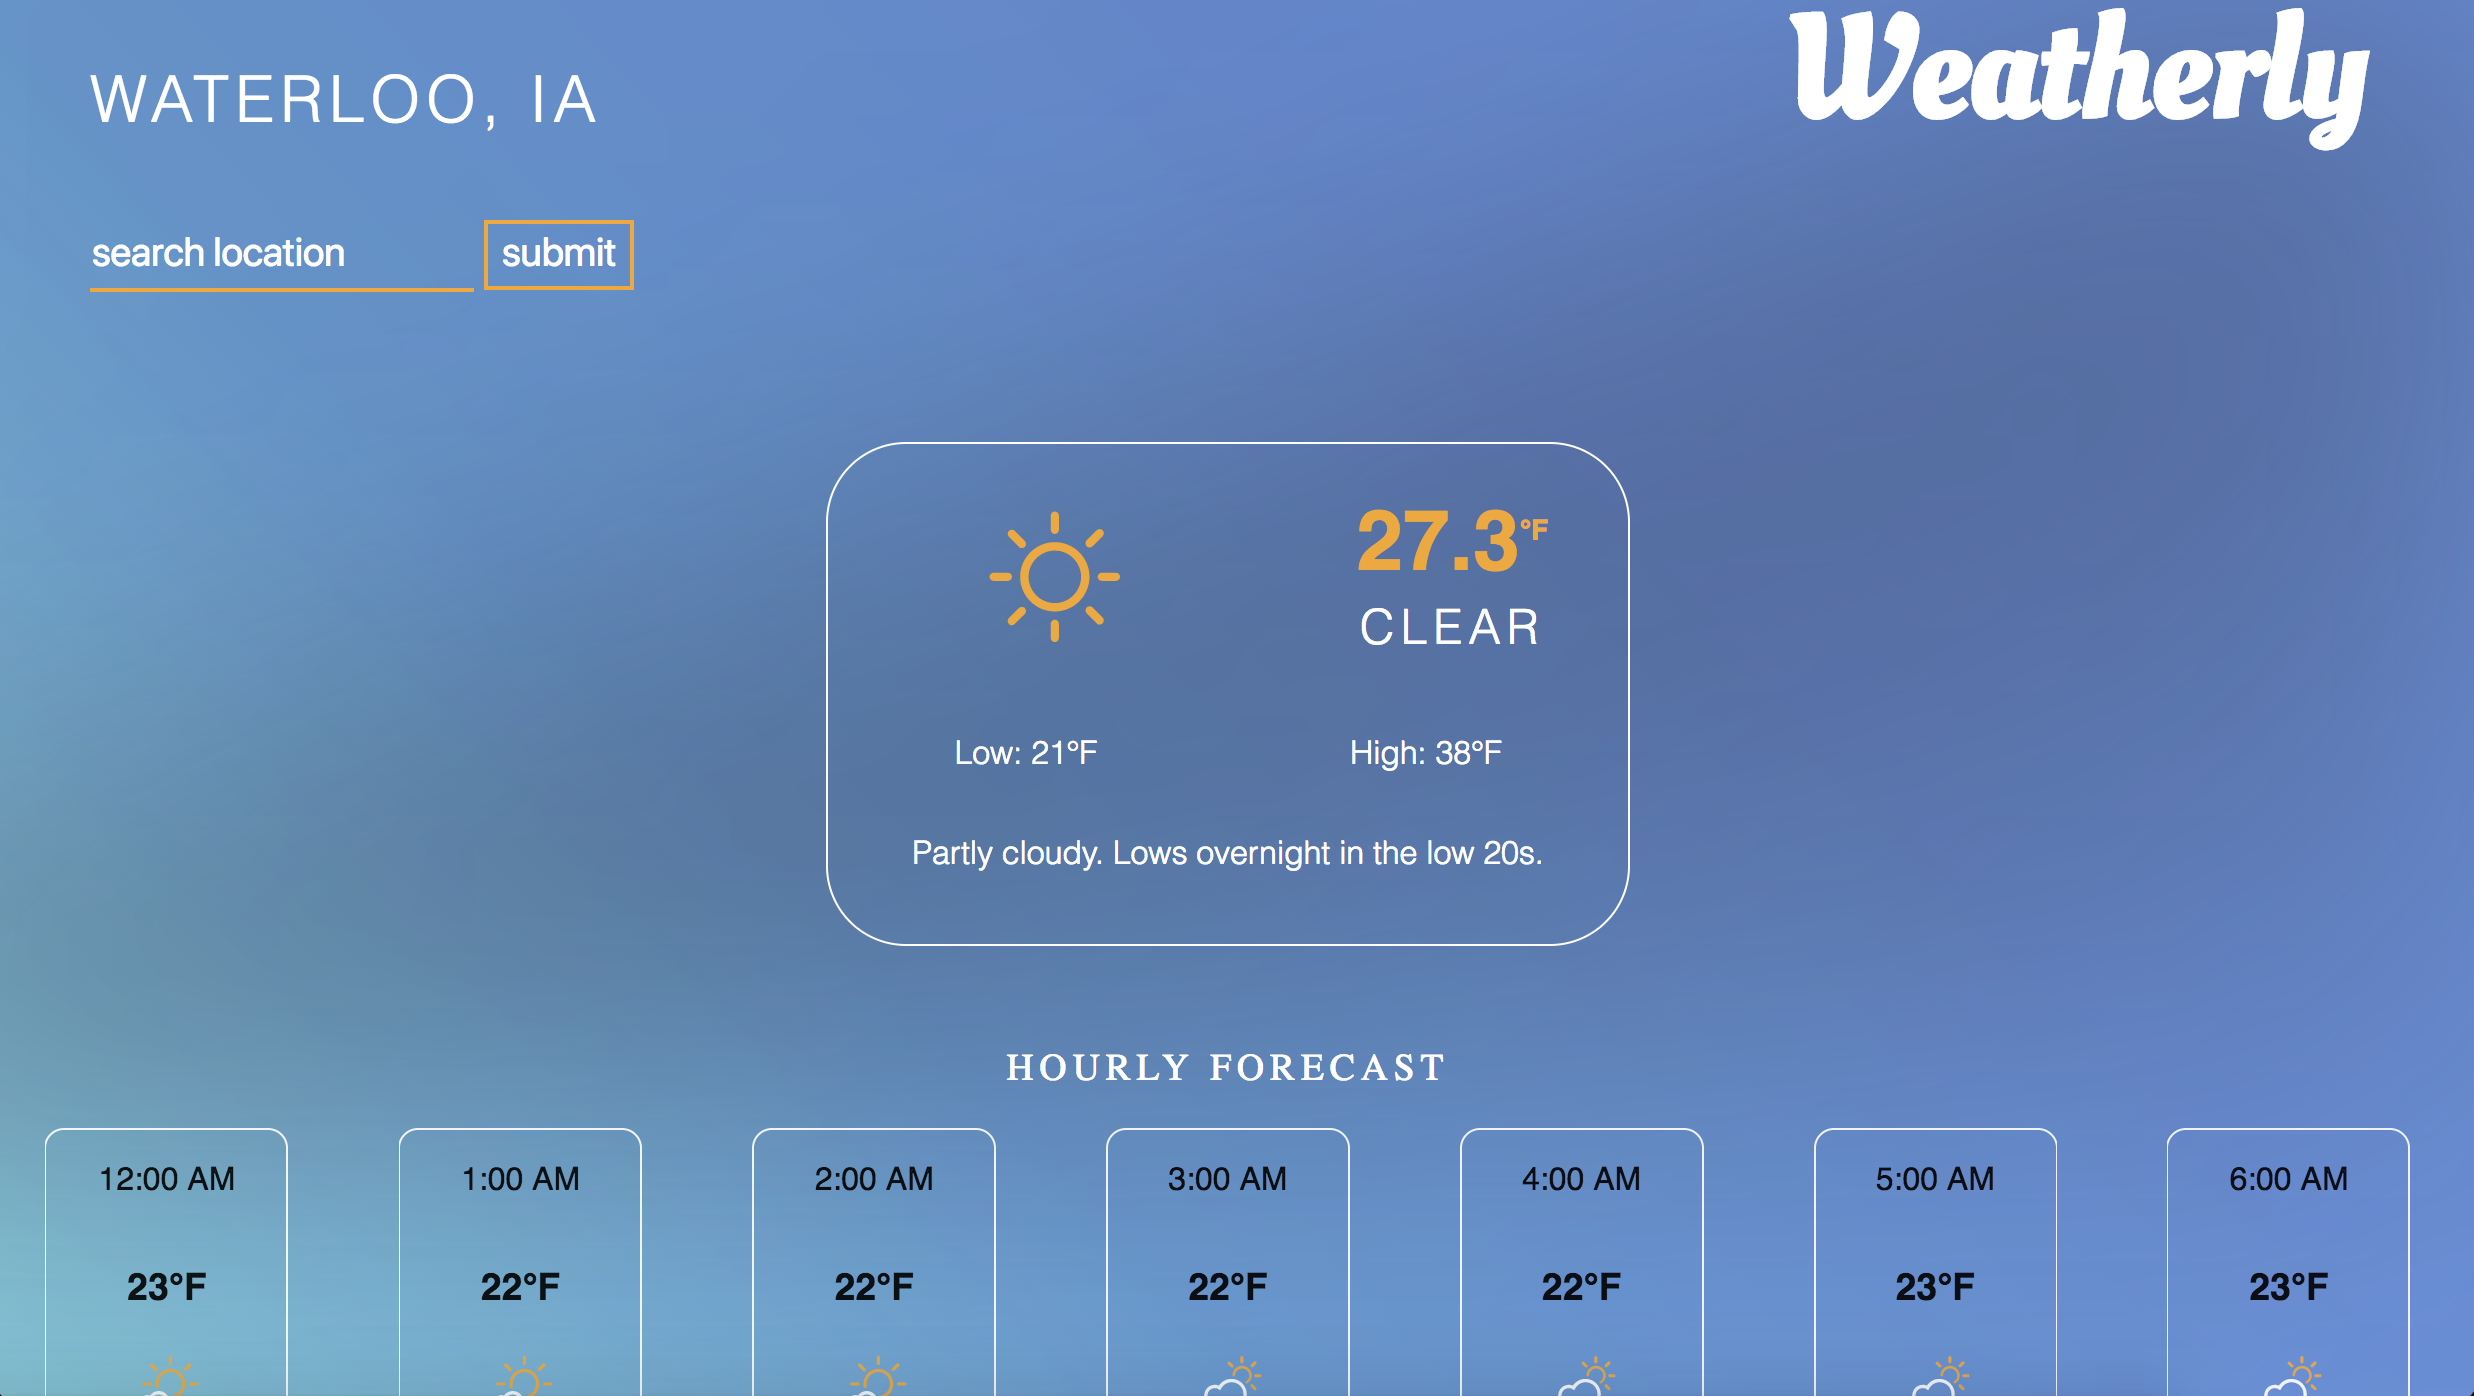 WATERLOO, IA
Weatherly
search location
submit
27.3°F
CLEAR
Low: 21°F
High: 38°F
Partly cloudy. Lows overnight in the low 20s.
HOURLY FORECAST
12:00 AM
1:00 AM
2:00 AM
3:00 AM
4:00 AM
5:00 AM
6:00 AM
23°F
22°F
22°F
22°F
22°F
23°F
23°F